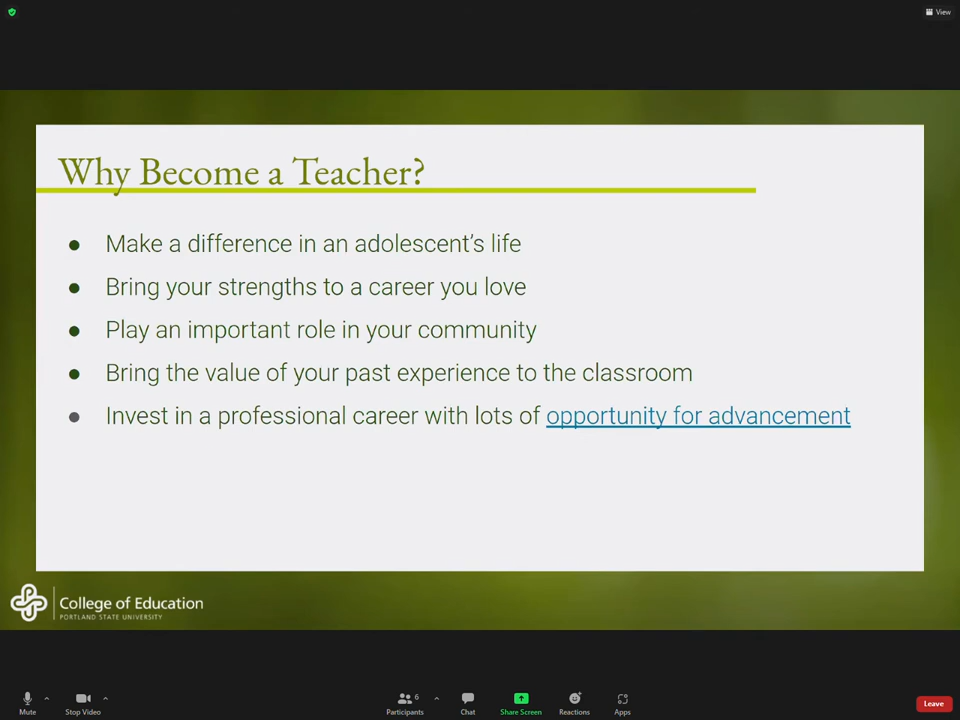 View
Why Become a Teacher?
● Make a difference in an adolescent's life
● Bring your strengths to a career you love
● Play an important role in your community
● Bring the value of your past experience to the classroom
● Invest in a professional career with lots of opportunity for advancement
College of Education
PORTLAND STATE UNIVERSITY
Mute
Stop Video
6
Participants
Chat
Share Screen
Reactions
Apps
Leave